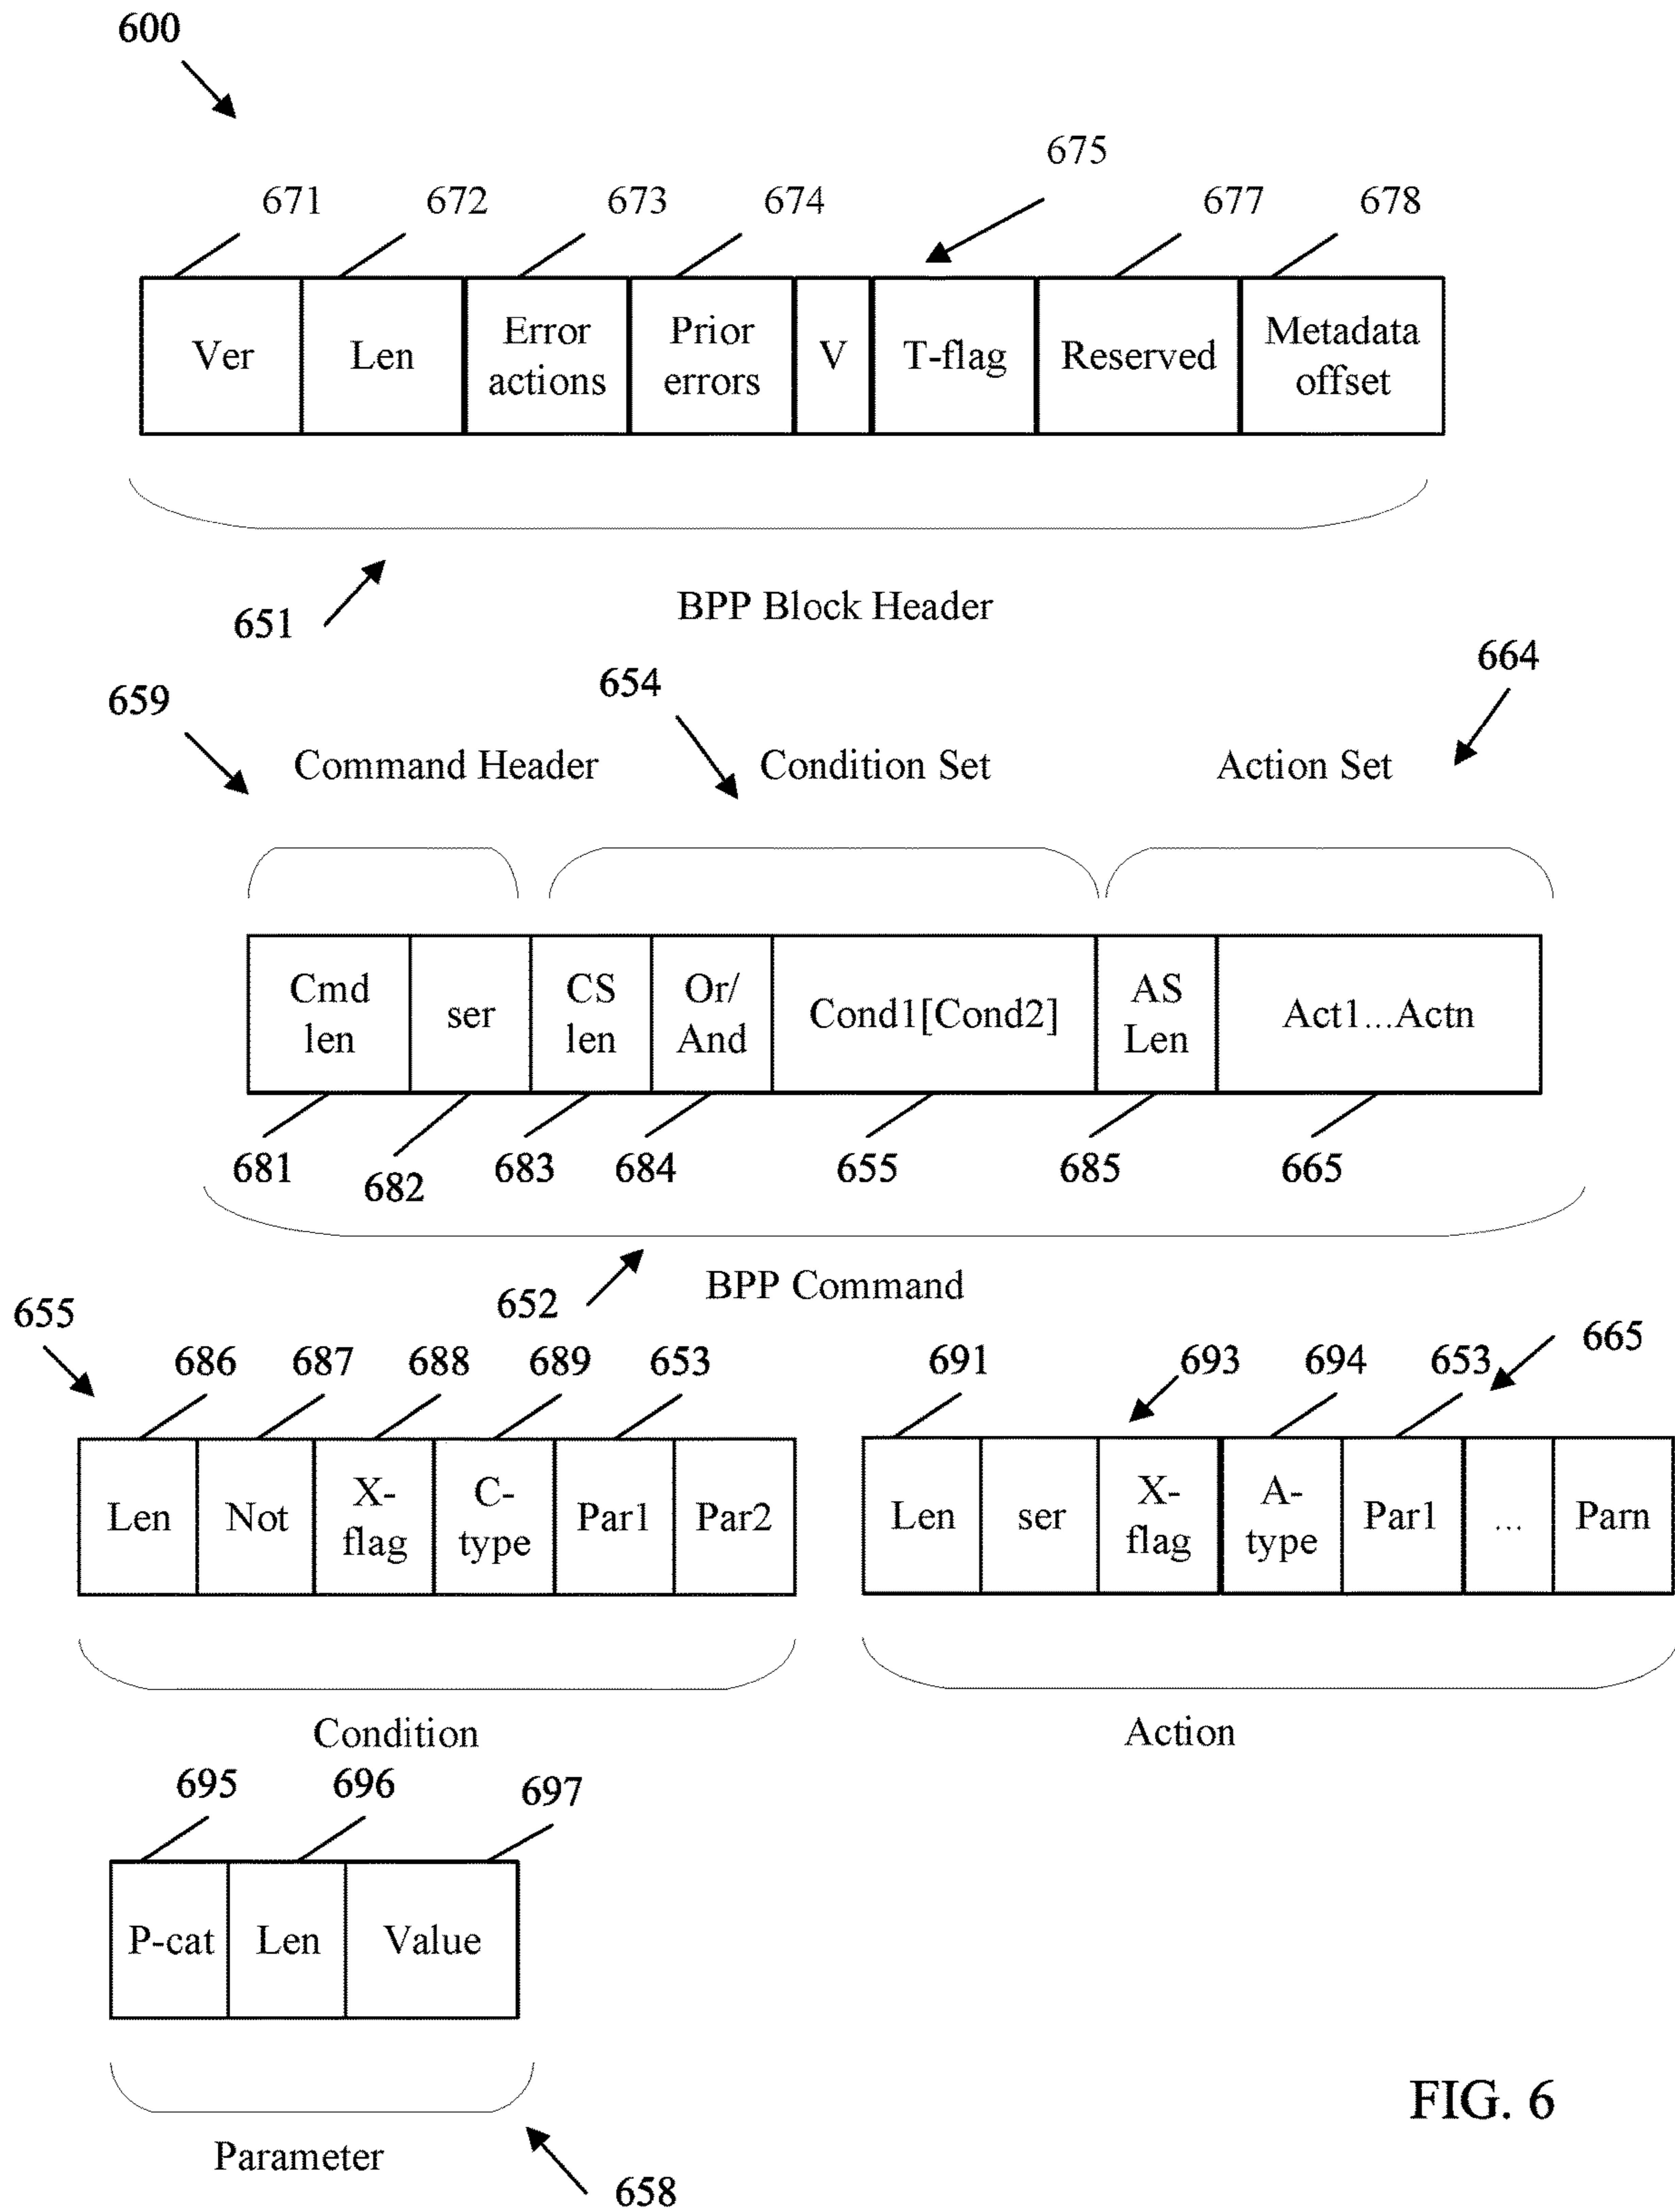 600
675
671 672 673 674 677 678
Ver Len Error actions Prior errors V T-flag Reserved Metadata offset
651 BPP Block Header
659 654 664
Command Header Condition Set Action Set
Cmd len ser CS len Or/ And Cond1[Cond2] AS Len Act1...Actn
681 682 683 684 655 685 665
652 BPP Command
655 686 687 688 689 653 691 693 694 653 665
Len Not X- flag C- type Par1 Par2 Len ser X- flag A- type Par1 ... Parn
Condition Action
695 696 697
P-cat Len Value
Parameter 658
FIG. 6